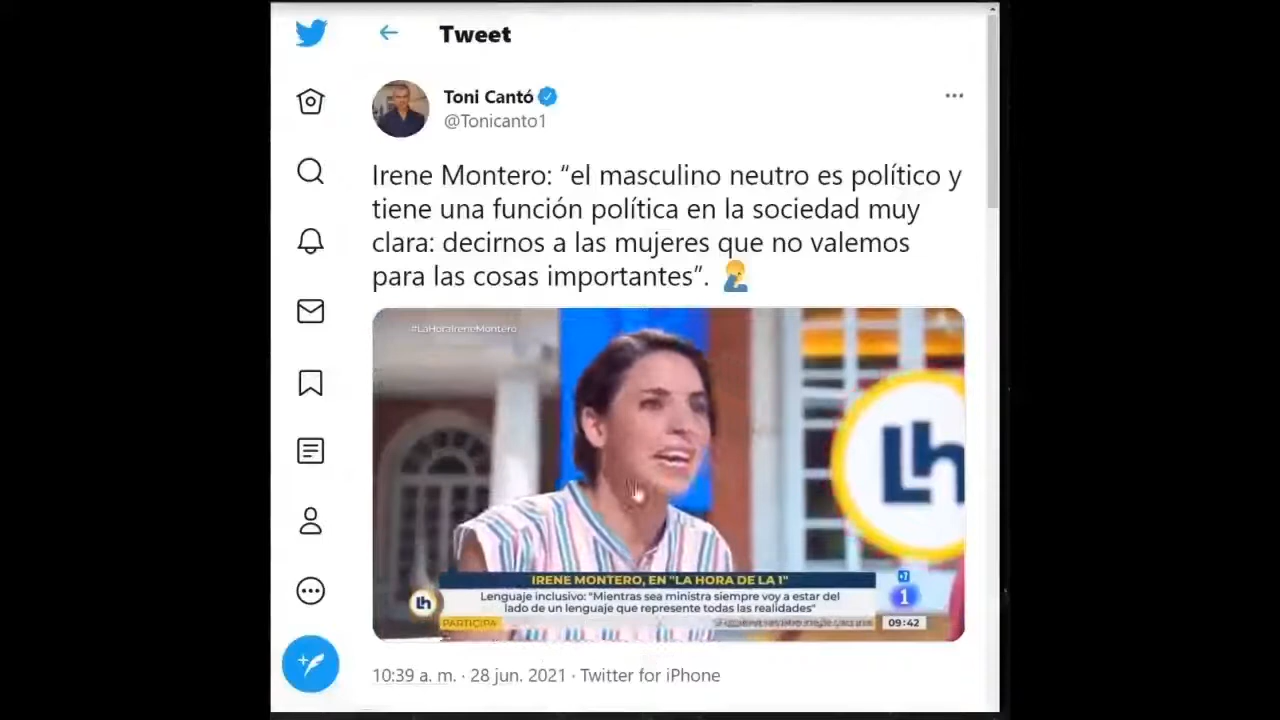 Tweet
Toni Cantó
@Tonicanto1
Irene Montero: “el masculino neutro es político y
tiene una función política en la sociedad muy
clara: decirnos a las mujeres que no valemos
para las cosas importantes”.
#LaHoraIreneMontero
Lh
IRENE MONTERO, EN "LA HORA DE LA 1"
Lenguaje inclusivo: "Mientras sea ministra siempre voy a estar del
lado de un lenguaje que represente todas las realidades"
Lh
1
PARTICIPA
09:42
10:39 a. m. · 28 jun. 2021 · Twitter for iPhone